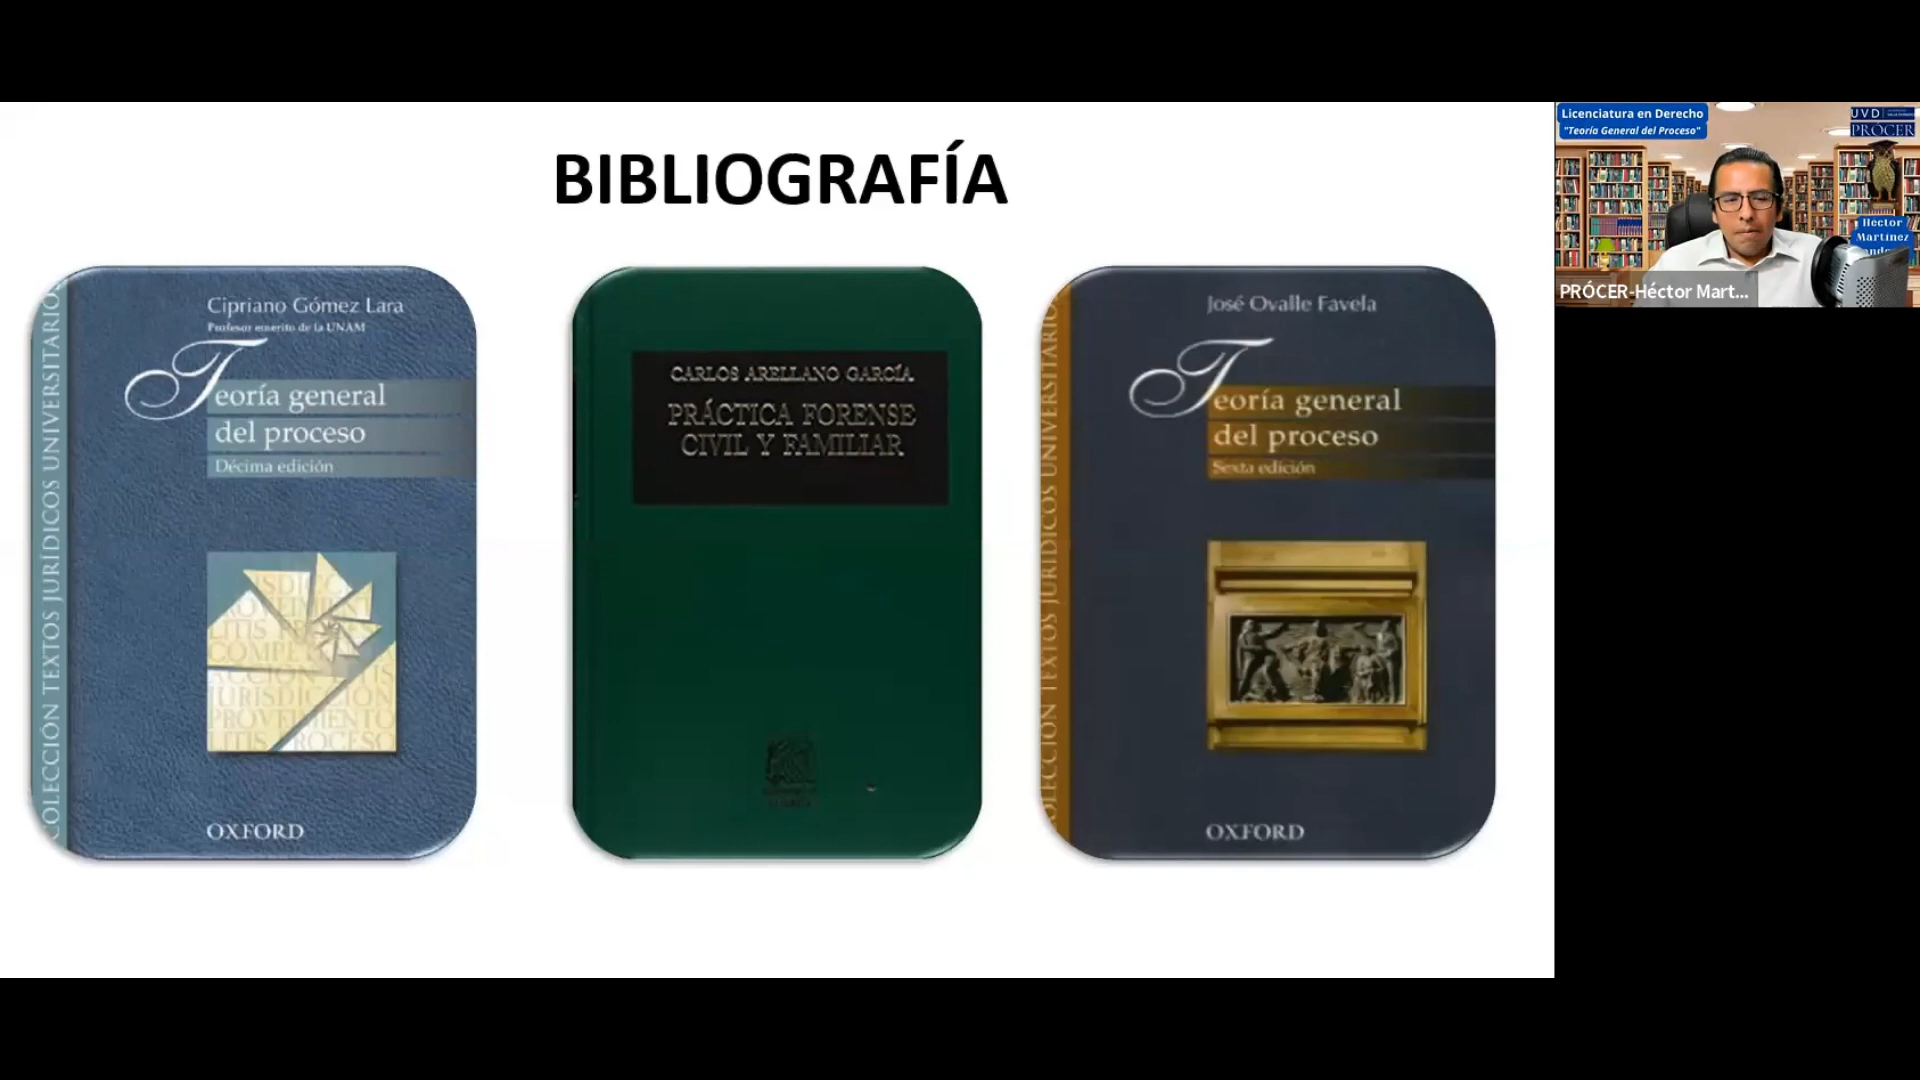 BIBLIOGRAFÍA
COLECCIÓN TEXTOS JURÍDICOS UNIVERSITARIOS
Cipriano Gómez Lara
Profesor emerito de la UNAM
Teoría general
del proceso
Décima edición
OXFORD
CARLOS ARELLANO GARCÍA
PRÁCTICA FORENSE
CIVIL Y FAMILIAR
COLECCIÓN TEXTOS JURÍDICOS UNIVERSITARIOS
José Ovalle Favela
Teoría general
del proceso
Sexta edición
OXFORD
Licenciatura en Derecho
"Teoría General del Proceso"
UVD
PRÓCER
Héctor
Martínez
PRÓCER-Héctor Mart...